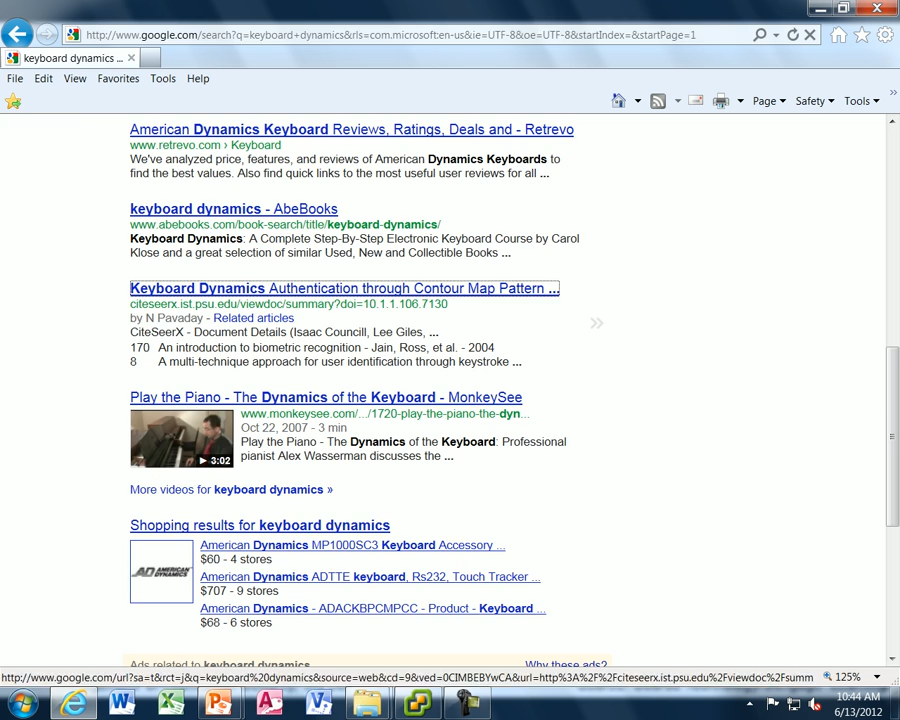 http://www.google.com/search?q=keyboard+dynamics&rls=com.microsoft:en-us&ie=UTF-8&oe=UTF-8&startIndex=&startPage=1
keyboard dynamics ...
File Edit View Favorites Tools Help
Page Safety Tools
American Dynamics Keyboard Reviews, Ratings, Deals and - Retrevo
www.retrevo.com › Keyboard
We've analyzed price, features, and reviews of American Dynamics Keyboards to
find the best values. Also find quick links to the most useful user reviews for all ...
keyboard dynamics - AbeBooks
www.abebooks.com/book-search/title/keyboard-dynamics/
Keyboard Dynamics: A Complete Step-By-Step Electronic Keyboard Course by Carol
Klose and a great selection of similar Used, New and Collectible Books ...
Keyboard Dynamics Authentication through Contour Map Pattern ...
citeseerx.ist.psu.edu/viewdoc/summary?doi=10.1.1.106.7130
by N Pavaday - Related articles
CiteSeerX - Document Details (Isaac Councill, Lee Giles, ...
170 An introduction to biometric recognition - Jain, Ross, et al. - 2004
8 A multi-technique approach for user identification through keystroke ...
Play the Piano - The Dynamics of the Keyboard - MonkeySee
www.monkeysee.com/.../1720-play-the-piano-the-dyn...
Oct 22, 2007 - 3 min
Play the Piano - The Dynamics of the Keyboard: Professional
pianist Alex Wasserman discusses the ...
3:02
More videos for keyboard dynamics »
Shopping results for keyboard dynamics
American Dynamics MP1000SC3 Keyboard Accessory ...
$60 - 4 stores
AD AMERICAN DYNAMICS
American Dynamics ADTTE keyboard, Rs232, Touch Tracker ...
$707 - 9 stores
American Dynamics - ADACKBPCMPCC - Product - Keyboard ...
$68 - 6 stores
Ads related to keyboard dynamics Why these ads?
http://www.google.com/url?sa=t&rct=j&q=keyboard%20dynamics&source=web&cd=9&ved=0CIMBEBYwCA&url=http%3A%2F%2Fciteseerx.ist.psu.edu%2Fviewdoc%2Fsumm 125%
10:44 AM
6/13/2012